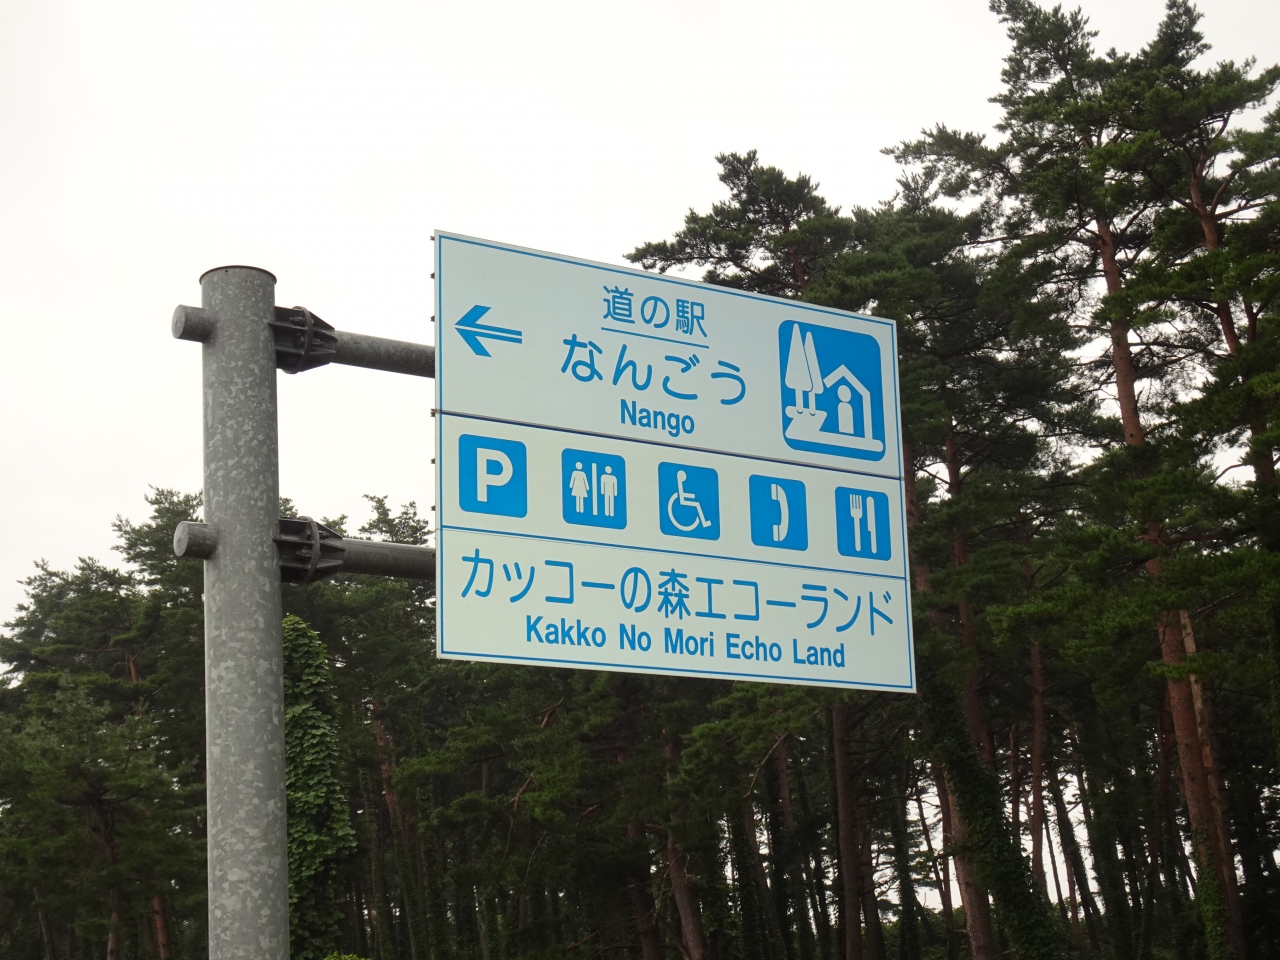 道の駅
なんごう
Nango
P
カッコーの森エコーランド
Kakko No Mori Echo Land